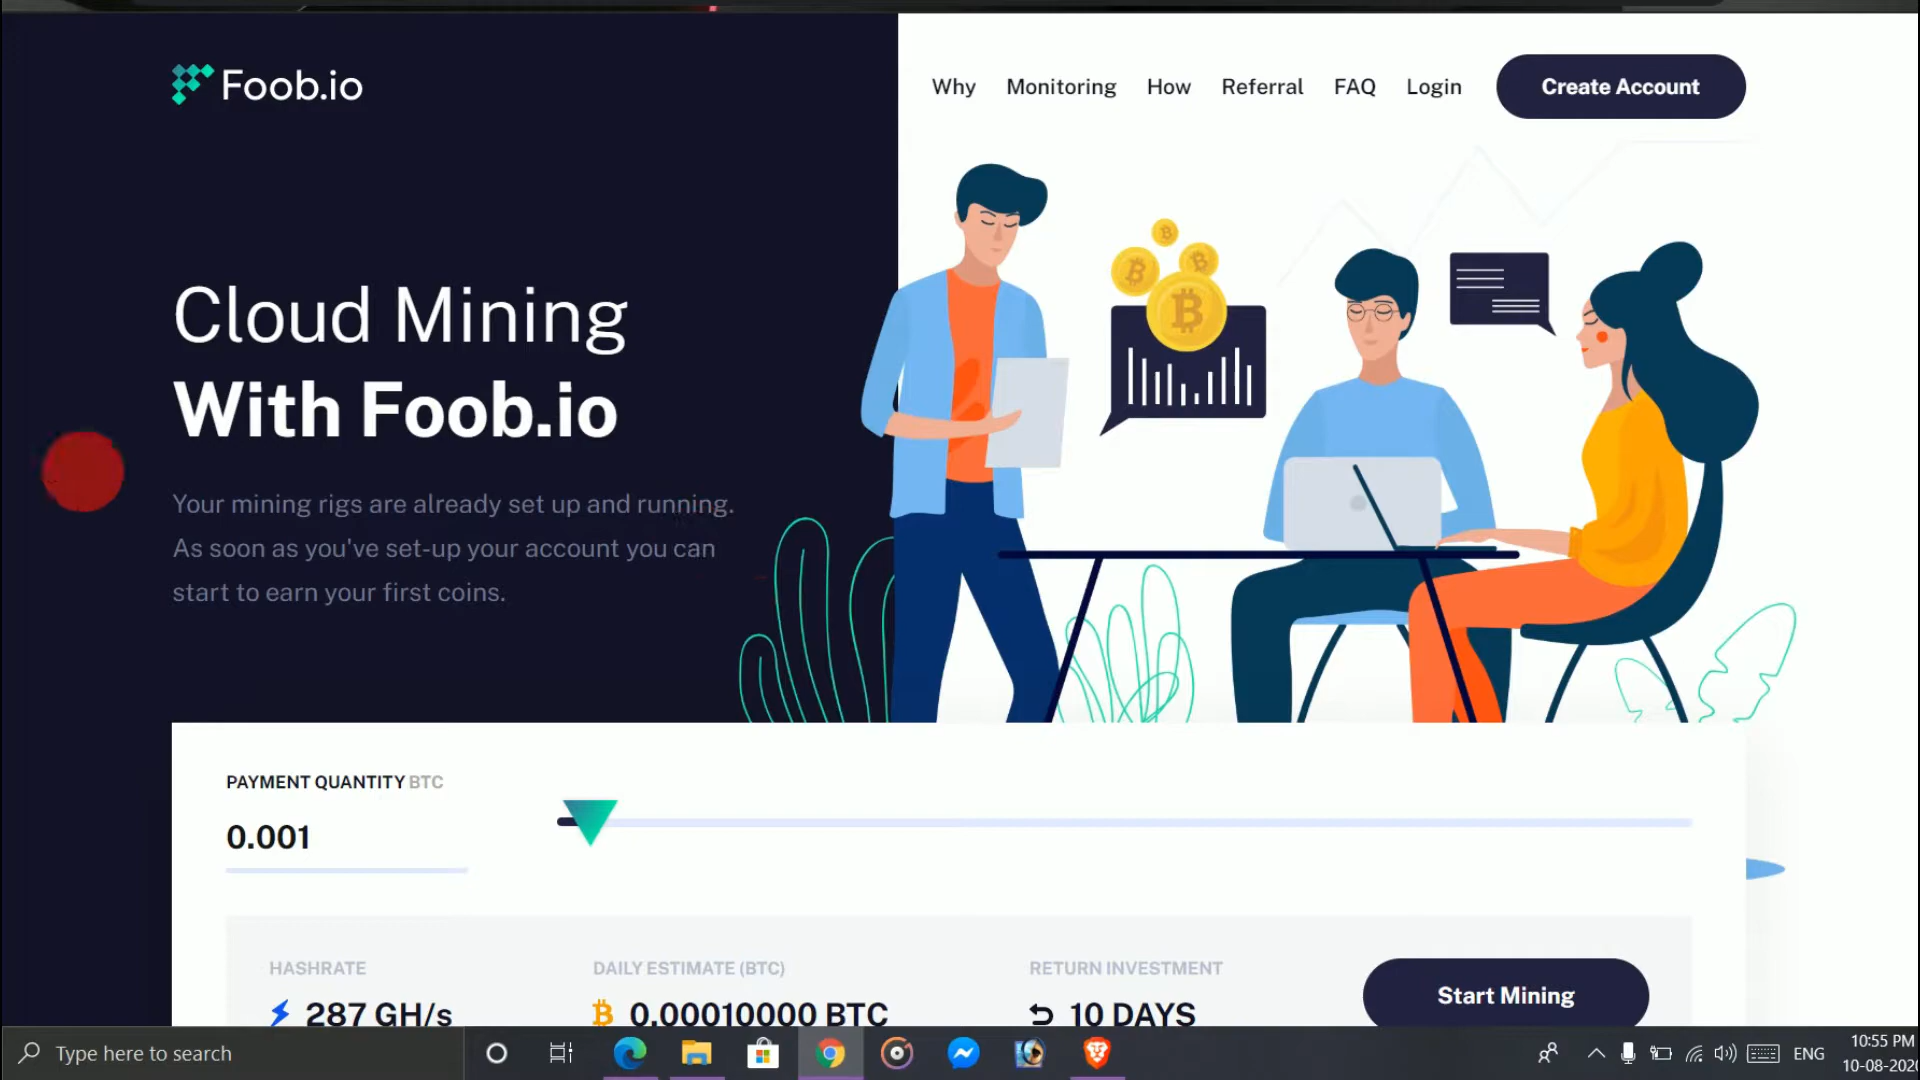 Foob.io
Why Monitoring How Referral FAQ Login Create Account
Cloud Mining
With Foob.io
Your mining rigs are already set up and running.
As soon as you've set-up your account you can
start to earn your first coins.
PAYMENT QUANTITY BTC
0.001
HASHRATE
287 GH/s
DAILY ESTIMATE (BTC)
0.00010000 BTC
RETURN INVESTMENT
10 DAYS
Start Mining
Type here to search
ENG
10:55 PM
10-08-2020